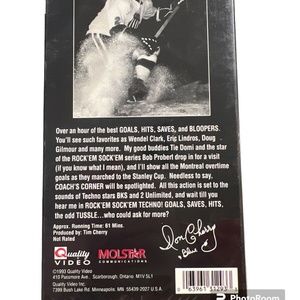 Over an hour of the best GOALS, HITS, SAVES, and BLOOPERS.
You'll see such favorites as Wendel Clark, Eric Lindros, Doug
Gilmour and many more. My good buddies Tie Domi and the star
of the ROCK'EM SOCK'EM series Bob Probert drop in for a visit
(if you know what I mean), and I'll show all the Montreal overtime
goals as they marched to the Stanley Cup. Needless to say.
COACH'S CORNER will be spotlighted. All this action is set to the
sounds of Techno stars BKS and 2 Unlimited, and wait till you
hear me in ROCK'EM SOCK'EM TECHNO! GOALS, SAVES, HITS,
the odd TUSSLE...who could ask for more?
Approx. Running Time: 61 Mins.
Produced by: Tim Cherry
Not Rated
Quality
VIDEO
MOLSTAR
COMMUNICATIONS
Don Cherry
"Blue"
©1993 Quality Video
410 Passmore Ave., Scarborough, Ontario. M1V 5L1
Quality Video Inc.
7399 Bush Lake Road, Minneapolis, MN 55439-2027 U.S.A.